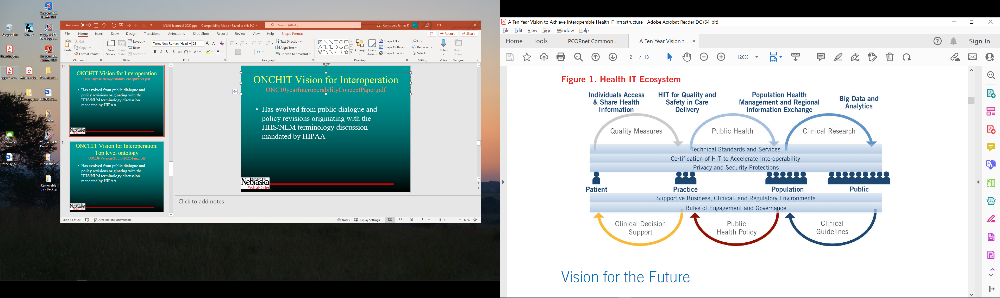 Oxygen XML
Editor 19.1
Recycle Bin
Kindle
Oxygen XML
Developer ...
BoardingPa...
Oxygen XML
Author 19.1
app-store-...
what-is-du...
Patient_Ma...
Cartographer
CONTACT...
Photos
VMware
Horiz...
Oxygen XML
Developer ...
JMcclay_s...
Publication...
Removable
Disk Backup
AutoSave Off
IM840_lecture 2_2022.ppt - Compatibility Mode • Saved to this PC
Search (Alt+Q)
Campbell, James R
CJ
File Home Insert Draw Design Transitions Animations Slide Show Record Review View Help Shape Format
Record Share
Paste
Cut
Copy
Format Painter
Clipboard
New
Slide
Reuse
Slides
Layout
Reset
Section
Slides
Times New Roman (Head 28
B I U S ab AV Aa A
Font
Text Direction
Align Text
Convert to SmartArt
Paragraph
Arrange
Quick
Styles
Shape Fill
Shape Outline
Shape Effects
Drawing
Find
Replace
Select
Editing
Dictate
Voice
Design
Ideas
Designer
14
ONCHIT Vision for Interoperation
ONC10yearInteroperabilityConceptPaper.pdf
• Has evolved from public dialogue and
policy revisions originating with the
HHS/NLM terminology discussion
mandated by HIPAA
Nebraska
Medical Center
15
ONCHIT Vision for Interoperation:
Top level ontology
USCDI-Version-2-July-2022-Final.pdf
• Has evolved from public dialogue and
policy revisions originating with the
HHS/NLM terminology discussion
mandated by HIPAA
Nebraska
Medical Center
ONCHIT Vision for Interoperation
ONC10yearInteroperabilityConceptPaper.pdf
• Has evolved from public dialogue and
policy revisions originating with the
HHS/NLM terminology discussion
mandated by HIPAA
UNIVERSITY OF
Nebraska
Medical Center
Click to add notes
Slide 14 of 20
Accessibility: Unavailable
Notes
Display Settings
68%
A Ten Year Vision to Achieve Interoperable Health IT Infrastructure - Adobe Acrobat Reader DC (64-bit)
File Edit View Sign Window Help
Home Tools PCORnet Common ... A Ten Year Vision t... ×
Sign In
2 / 13
126%
Figure 1. Health IT Ecosystem
Individuals Access
& Share Health
Information
HIT for Quality and
Safety in Care
Delivery
Population Health
Management and Regional
Information Exchange
Big Data and
Analytics
Quality Measures
Public Health
Clinical Research
Technical Standards and Services
Certification of HIT to Accelerate Interoperability
Privacy and Security Protections
Patient
Practice
Population
Public
Supportive Business, Clinical, and Regulatory Environments
Rules of Engagement and Governance
Clinical Decision
Support
Public
Health Policy
Clinical
Guidelines
Vision for the Future